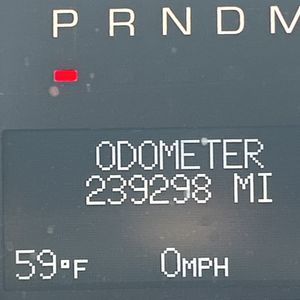 P R N D M
ODOMETER
239298 MI
59°F 0MPH